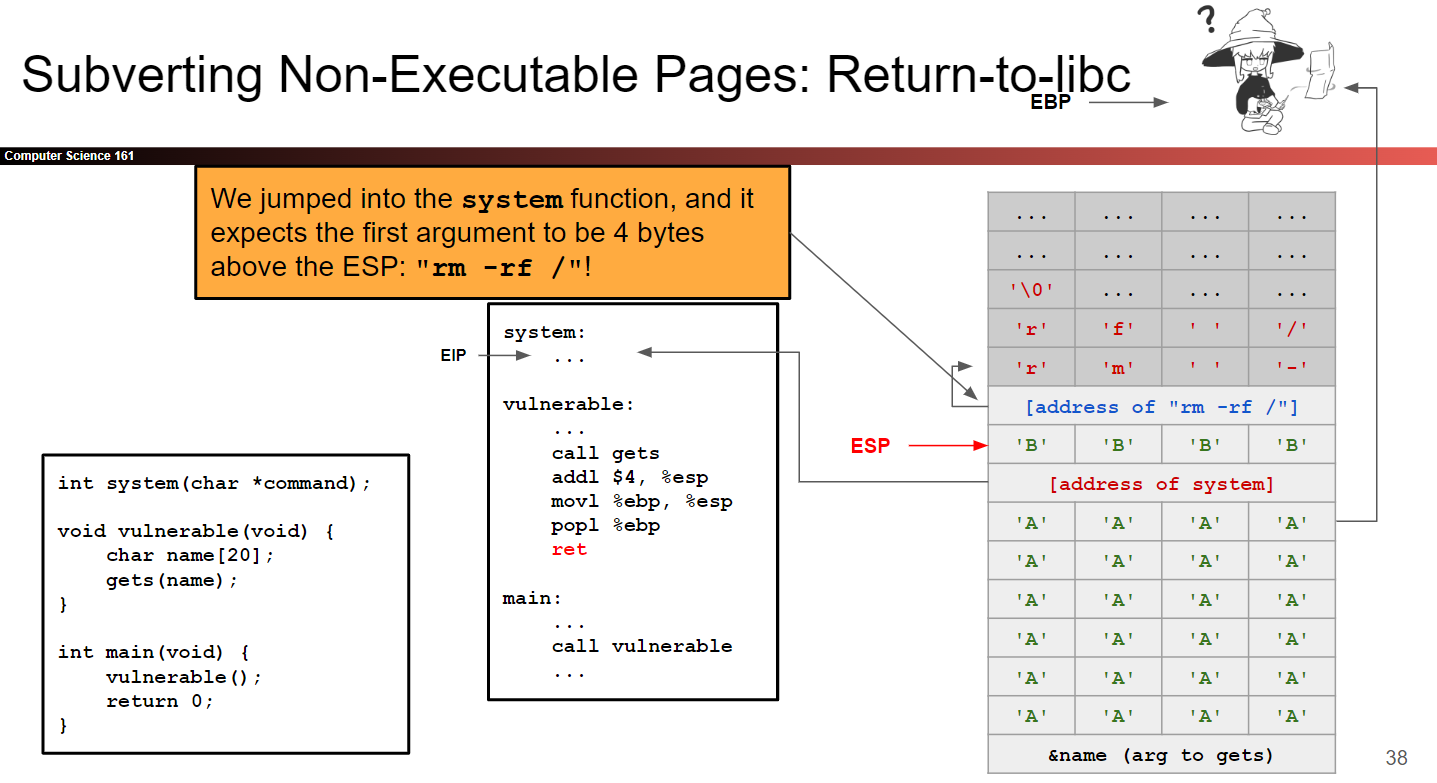 ?
Subverting Non-Executable Pages: Return-to-libc
EBP
Computer Science 161
We jumped into the system function, and it
expects the first argument to be 4 bytes
above the ESP: "rm -rf /"!
system:
EIP
...
vulnerable:
...
call gets
addl $4, %esp
movl %ebp, %esp
popl %ebp
ret
main:
...
call vulnerable
...
int system(char *command);
void vulnerable(void) {
char name[20];
gets(name);
}
int main(void) {
vulnerable();
return 0;
}
... ... ... ...
... ... ... ...
'\0' ... ... ...
'r' 'f' ' ' '/'
'r' 'm' ' ' '-'
[address of "rm -rf /"]
ESP
'B' 'B' 'B' 'B'
[address of system]
'A' 'A' 'A' 'A'
'A' 'A' 'A' 'A'
'A' 'A' 'A' 'A'
'A' 'A' 'A' 'A'
'A' 'A' 'A' 'A'
'A' 'A' 'A' 'A'
&name (arg to gets)
38